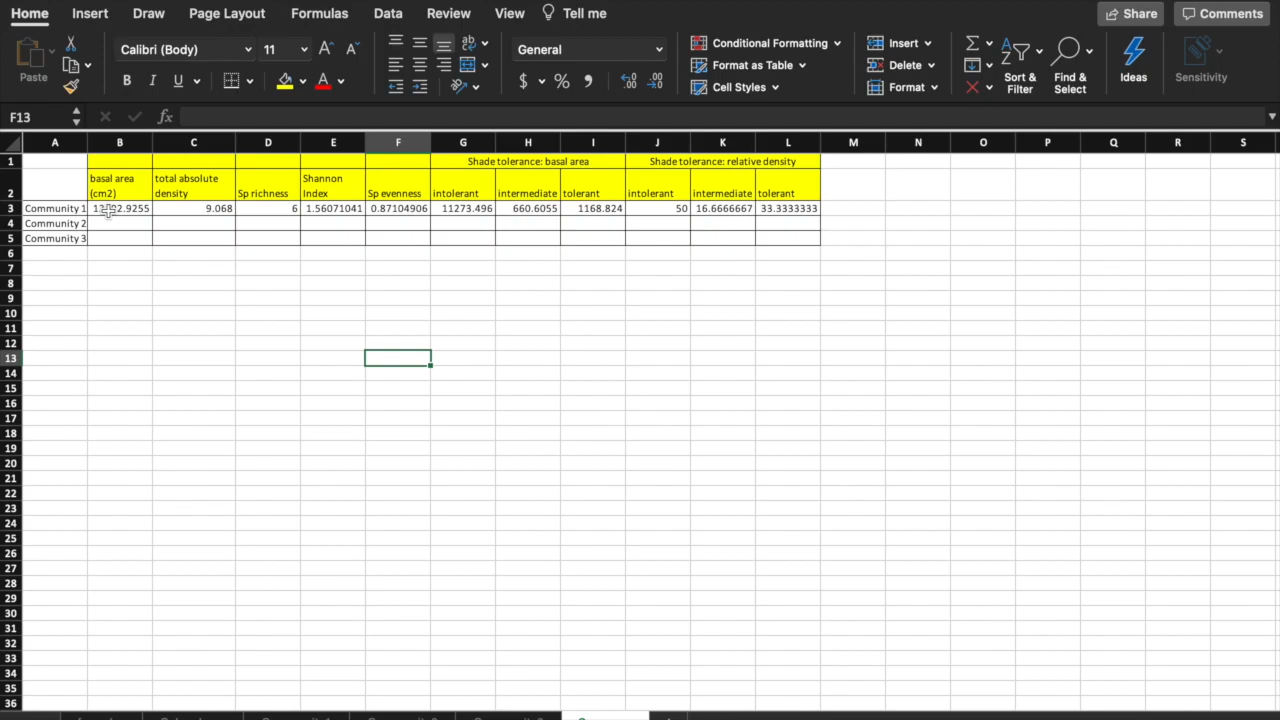 Home Insert Draw Page Layout Formulas Data Review View Tell me Share Comments
Paste Calibri (Body) 11 A A General Conditional Formatting Insert
B I U A $ % Format as Table Delete Sort & Filter Find & Select Ideas Sensitivity
Cell Styles Format
F13 fx
A B C D E F G H I J K L M N O P Q R S
1 Shade tolerance: basal area Shade tolerance: relative density
2 basal area (cm2) total absolute density Sp richness Shannon Index Sp evenness intolerant intermediate tolerant intolerant intermediate tolerant
3 Community 1 9.068 6 1.56071041 0.87104906 11273.496 660.6055 1168.824 50 16.6666667 33.3333333
4 Community 2
5 Community 3
6
7
8
9
10
11
12
13
14
15
16
17
18
19
20
21
22
23
24
25
26
27
28
29
30
31
32
33
34
35
36